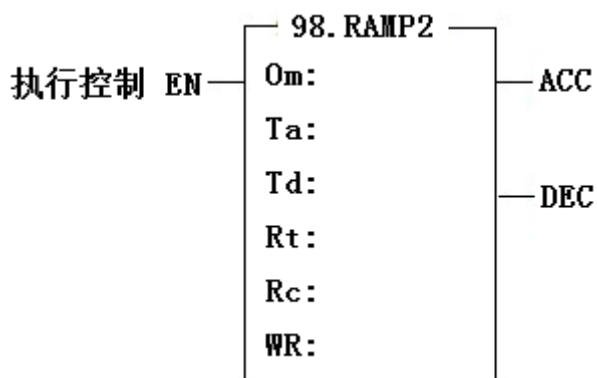 98.RAMP2
执行控制 EN Om: ACC
Ta:
Td: DEC
Rt:
Rc:
WR: